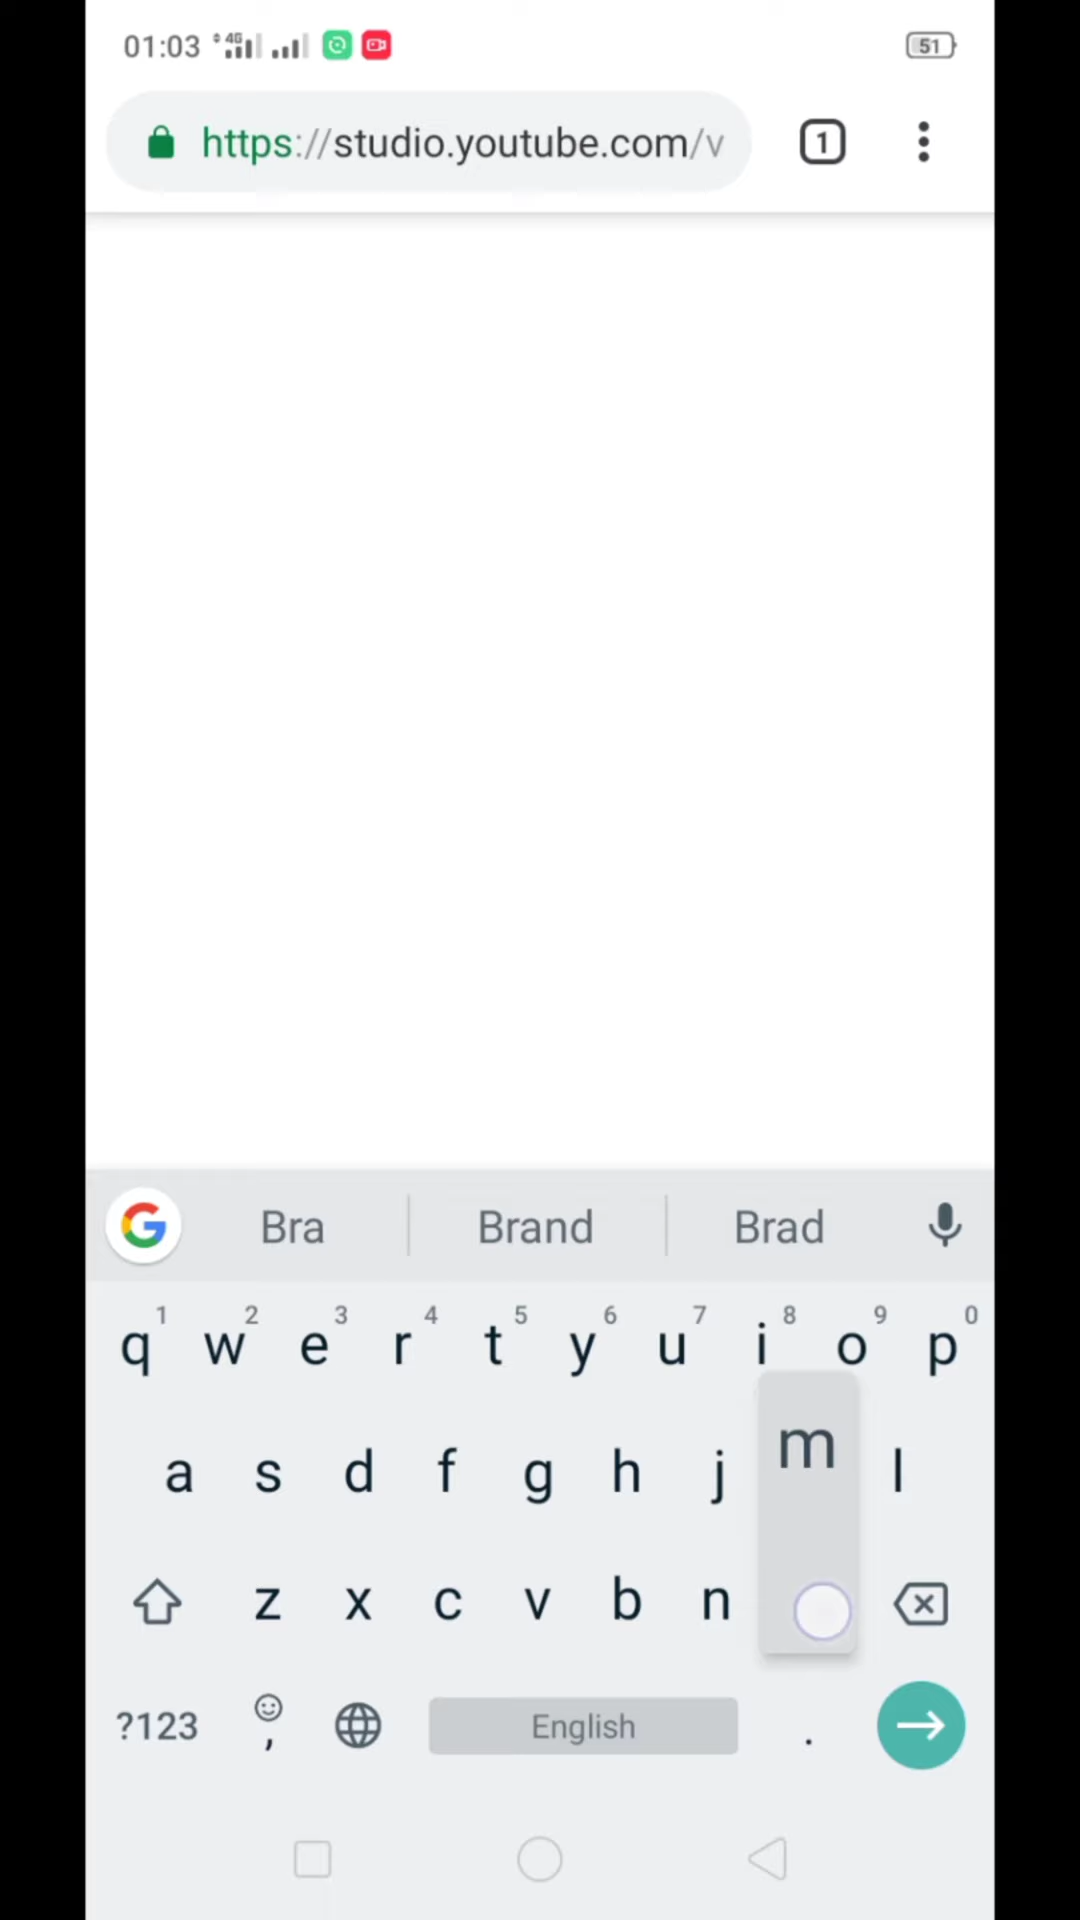 01:03 4G 51
https://studio.youtube.com/v 1
G Bra Brand Brad
1 2 3 4 5 6 7 8 9 0
q w e r t y u i o p
a s d f g h j m l
z x c v b n
?123 , English .